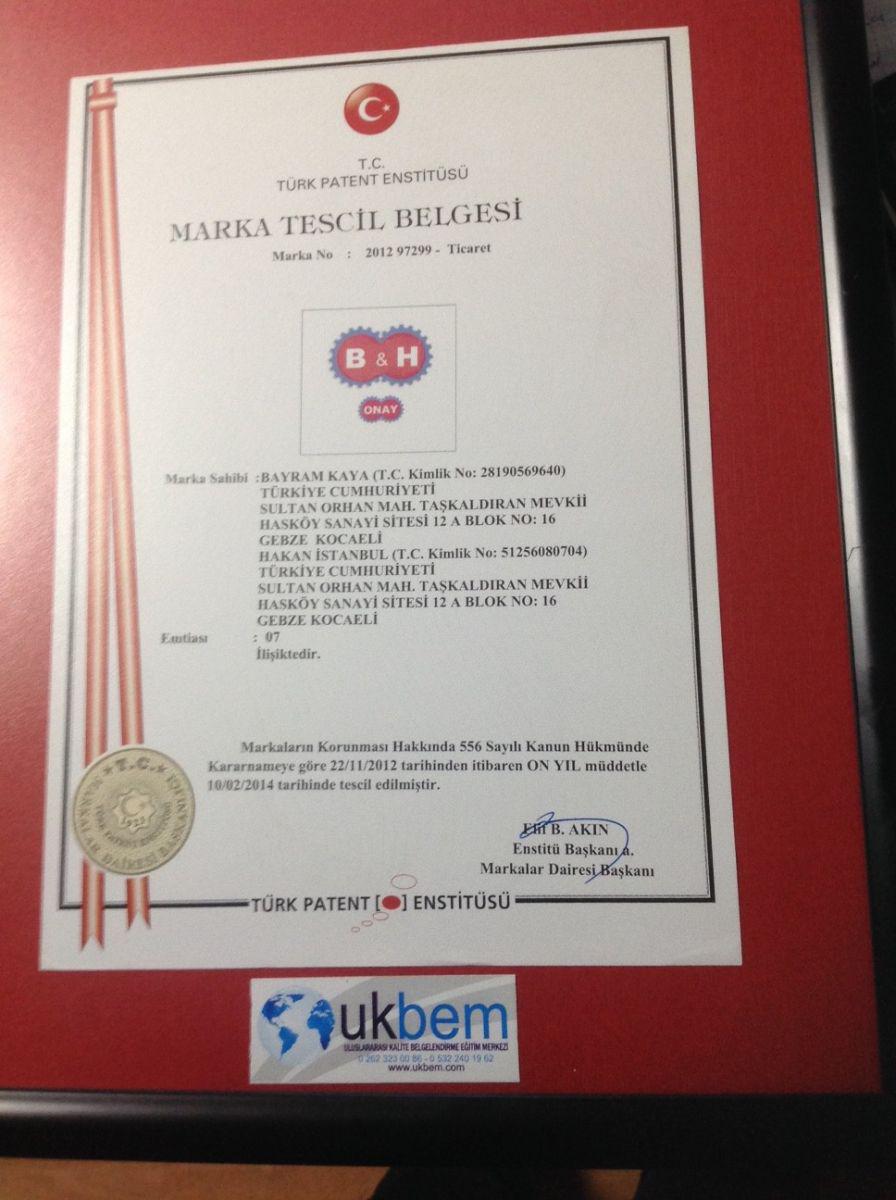 T.C.
TÜRK PATENT ENSTİTÜSÜ
MARKA TESCİL BELGESİ
Marka No : 2012 97299 - Ticaret
B & H
ONAY
Marka Sahibi :BAYRAM KAYA (T.C. Kimlik No: 28190569640)
TÜRKİYE CUMHURİYETİ
SULTAN ORHAN MAH. TAŞKALDIRAN MEVKİİ
HASKÖY SANAYİ SİTESİ 12 A BLOK NO: 16
GEBZE KOCAELİ
HAKAN İSTANBUL (T.C. Kimlik No: 51256080704)
TÜRKİYE CUMHURİYETİ
SULTAN ORHAN MAH. TAŞKALDIRAN MEVKİİ
HASKÖY SANAYİ SİTESİ 12 A BLOK NO: 16
GEBZE KOCAELİ
Emtiası : 07
İlişiktedir.
Markaların Korunması Hakkında 556 Sayılı Kanun Hükmünde
Kararnameye göre 22/11/2012 tarihinden itibaren ON YIL müddetle
10/02/2014 tarihinde tescil edilmiştir.
Elif B. AKIN
Enstitü Başkanı a.
Markalar Dairesi Başkanı
T.C.
MARKALAR DAİRESİ BAŞKANLIĞI
TÜRK PATENT ENSTİTÜSÜ
TÜRK PATENT [ ] ENSTİTÜSÜ
ukbem
ULUSLARARASI KALİTE BELGELENDİRME EĞİTİM MERKEZİ
0 262 323 00 86 - 0 532 240 19 62
www.ukbem.com